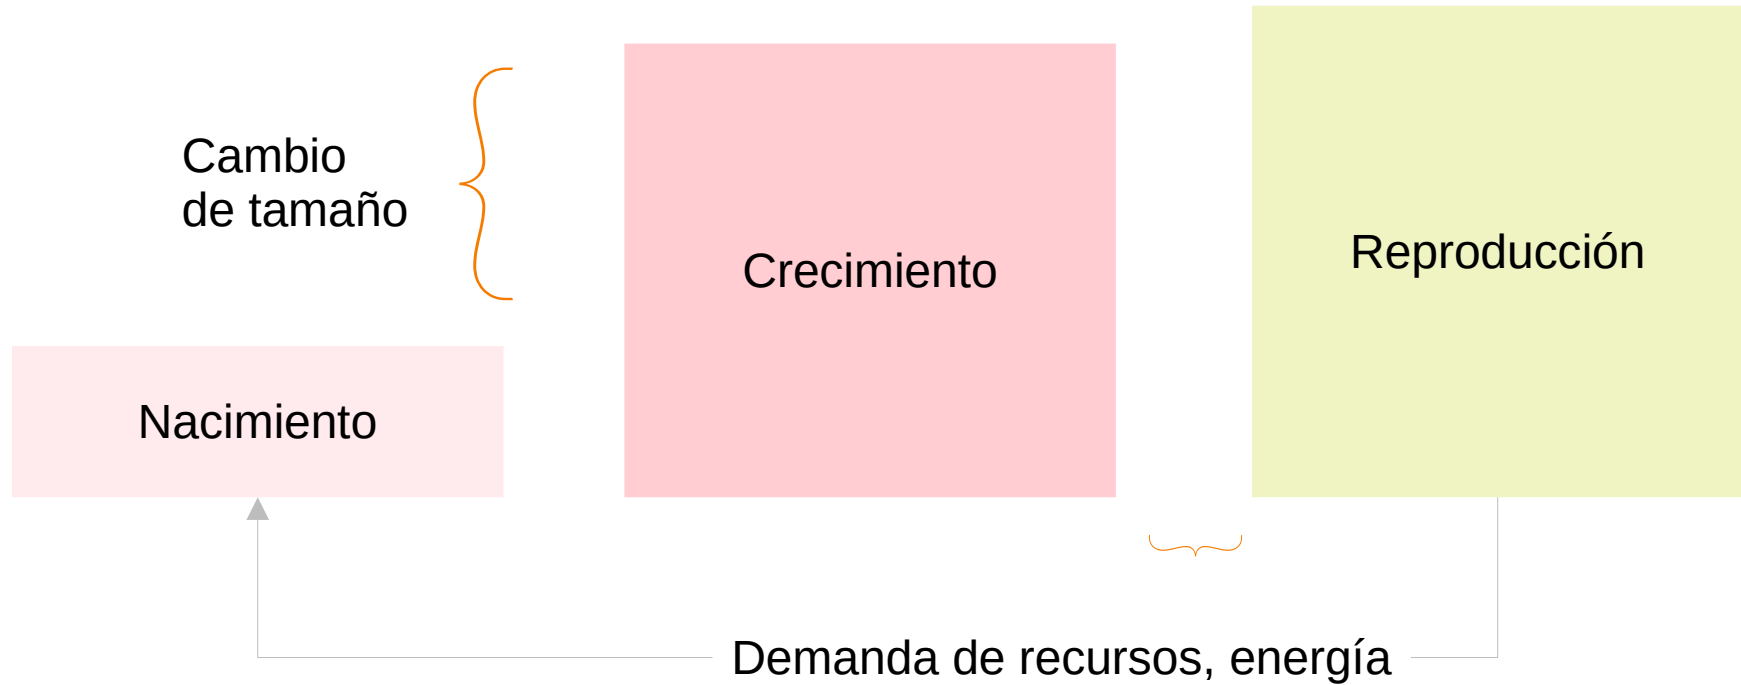 Cambio
de tamaño
Nacimiento
Crecimiento
Reproducción
Demanda de recursos, energía